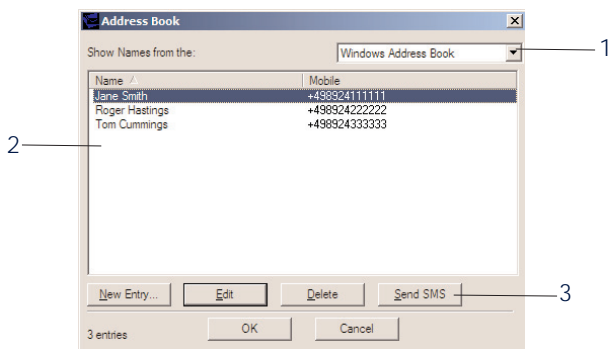 Address Book
Show Names from the: Windows Address Book
1
Name Mobile
Jane Smith +498924111111
Roger Hastings +498924222222
Tom Cummings +498924333333
2
New Entry... Edit Delete Send SMS
3
3 entries OK Cancel